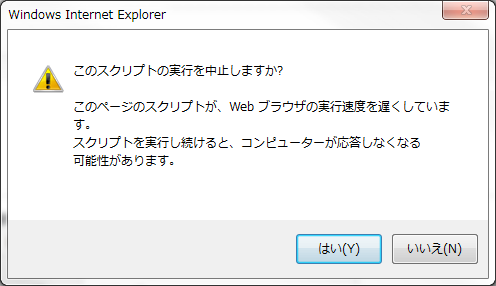 Windows Internet Explorer
このスクリプトの実行を中止しますか?
このページのスクリプトが、Web ブラウザの実行速度を遅くしていま
す。
スクリプトを実行し続けると、コンピューターが応答しなくなる
可能性があります。
はい(Y)
いいえ(N)